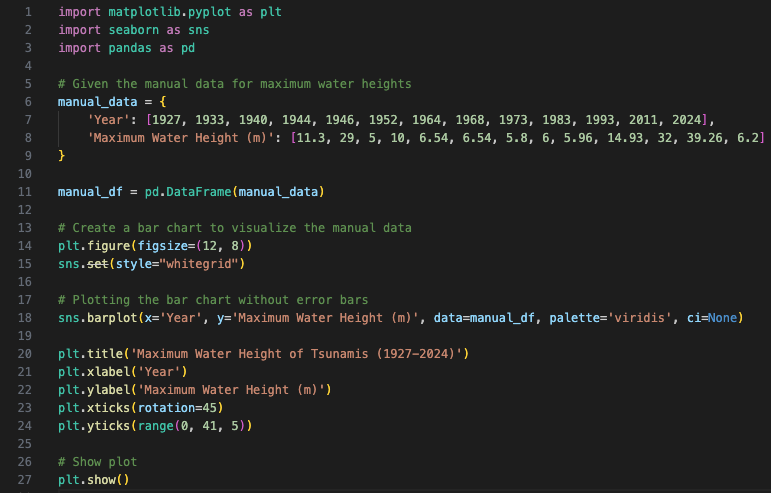 1 import matplotlib.pyplot as plt
2 import seaborn as sns
3 import pandas as pd
4
5 # Given the manual data for maximum water heights
6 manual_data = {
7     'Year': [1927, 1933, 1940, 1944, 1946, 1952, 1964, 1968, 1973, 1983, 1993, 2011, 2024],
8     'Maximum Water Height (m)': [11.3, 29, 5, 10, 6.54, 6.54, 5.8, 6, 5.96, 14.93, 32, 39.26, 6.2]
9 }
10
11 manual_df = pd.DataFrame(manual_data)
12
13 # Create a bar chart to visualize the manual data
14 plt.figure(figsize=(12, 8))
15 sns.set(style="whitegrid")
16
17 # Plotting the bar chart without error bars
18 sns.barplot(x='Year', y='Maximum Water Height (m)', data=manual_df, palette='viridis', ci=None)
19
20 plt.title('Maximum Water Height of Tsunamis (1927-2024)')
21 plt.xlabel('Year')
22 plt.ylabel('Maximum Water Height (m)')
23 plt.xticks(rotation=45)
24 plt.yticks(range(0, 41, 5))
25
26 # Show plot
27 plt.show()